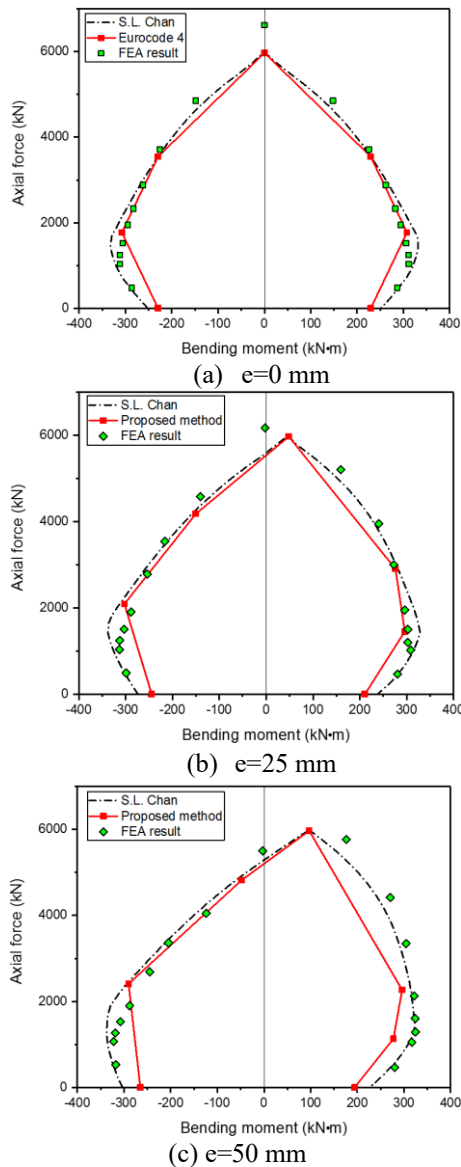 S.L. Chan
Eurocode 4
FEA result
6000
4000
2000
0
Axial force (kN)
-400 -300 -200 -100 0 100 200 300 400
Bending moment (kN•m)
(a) e=0 mm
S.L. Chan
Proposed method
FEA result
6000
4000
2000
0
Axial force (kN)
-400 -300 -200 -100 0 100 200 300 400
Bending moment (kN•m)
(b) e=25 mm
S.L. Chan
Proposed method
FEA result
6000
4000
2000
0
Axial force (kN)
-400 -300 -200 -100 0 100 200 300 400
Bending moment (kN•m)
(c) e=50 mm